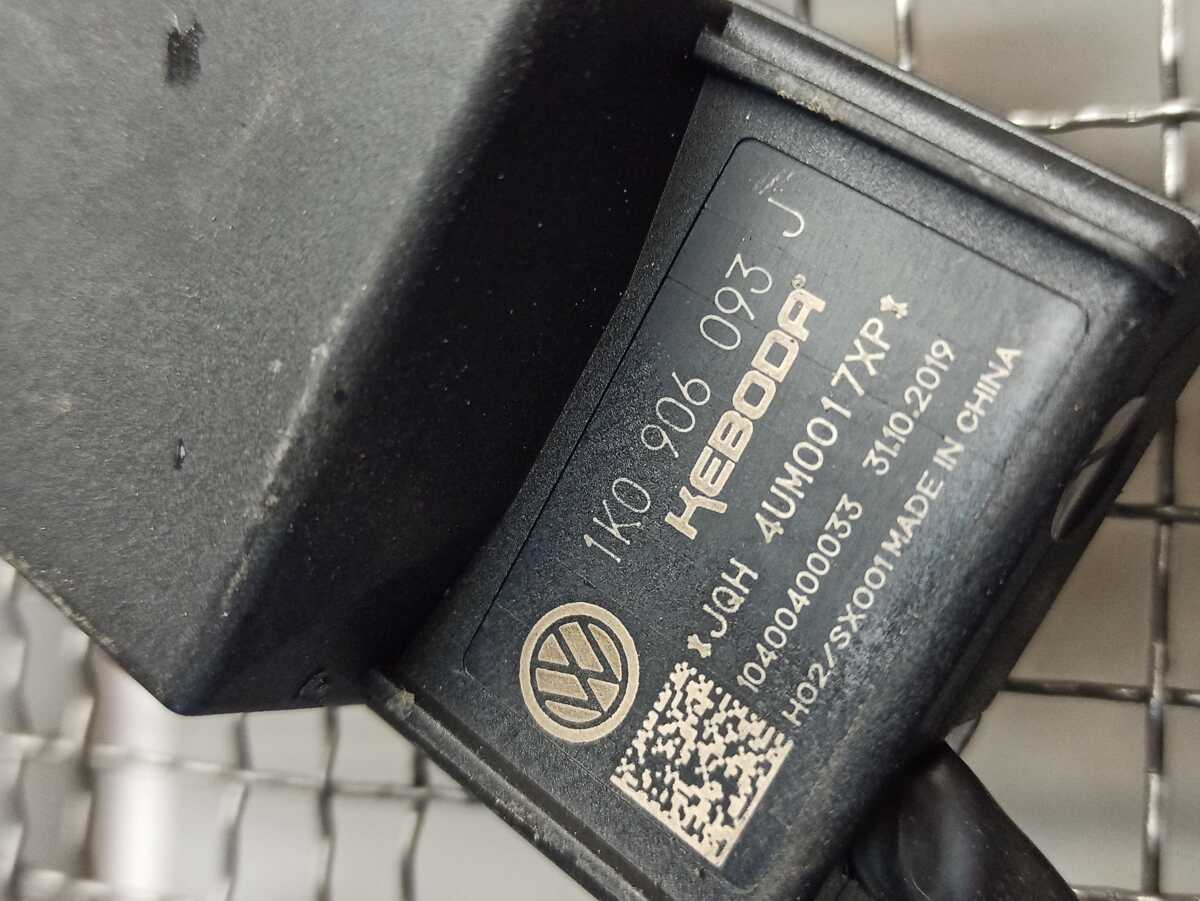 1K0 906 093 J
KEBODA®
*JQH 4UM0017XP*
10400400033 31.10.2019
H02/SX001 MADE IN CHINA